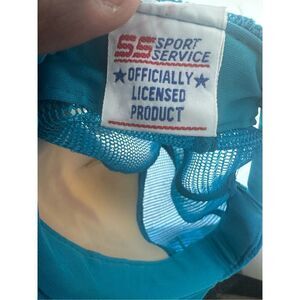 SS SPORT
SERVICE
★ OFFICIALLY ★
LICENSED
PRODUCT